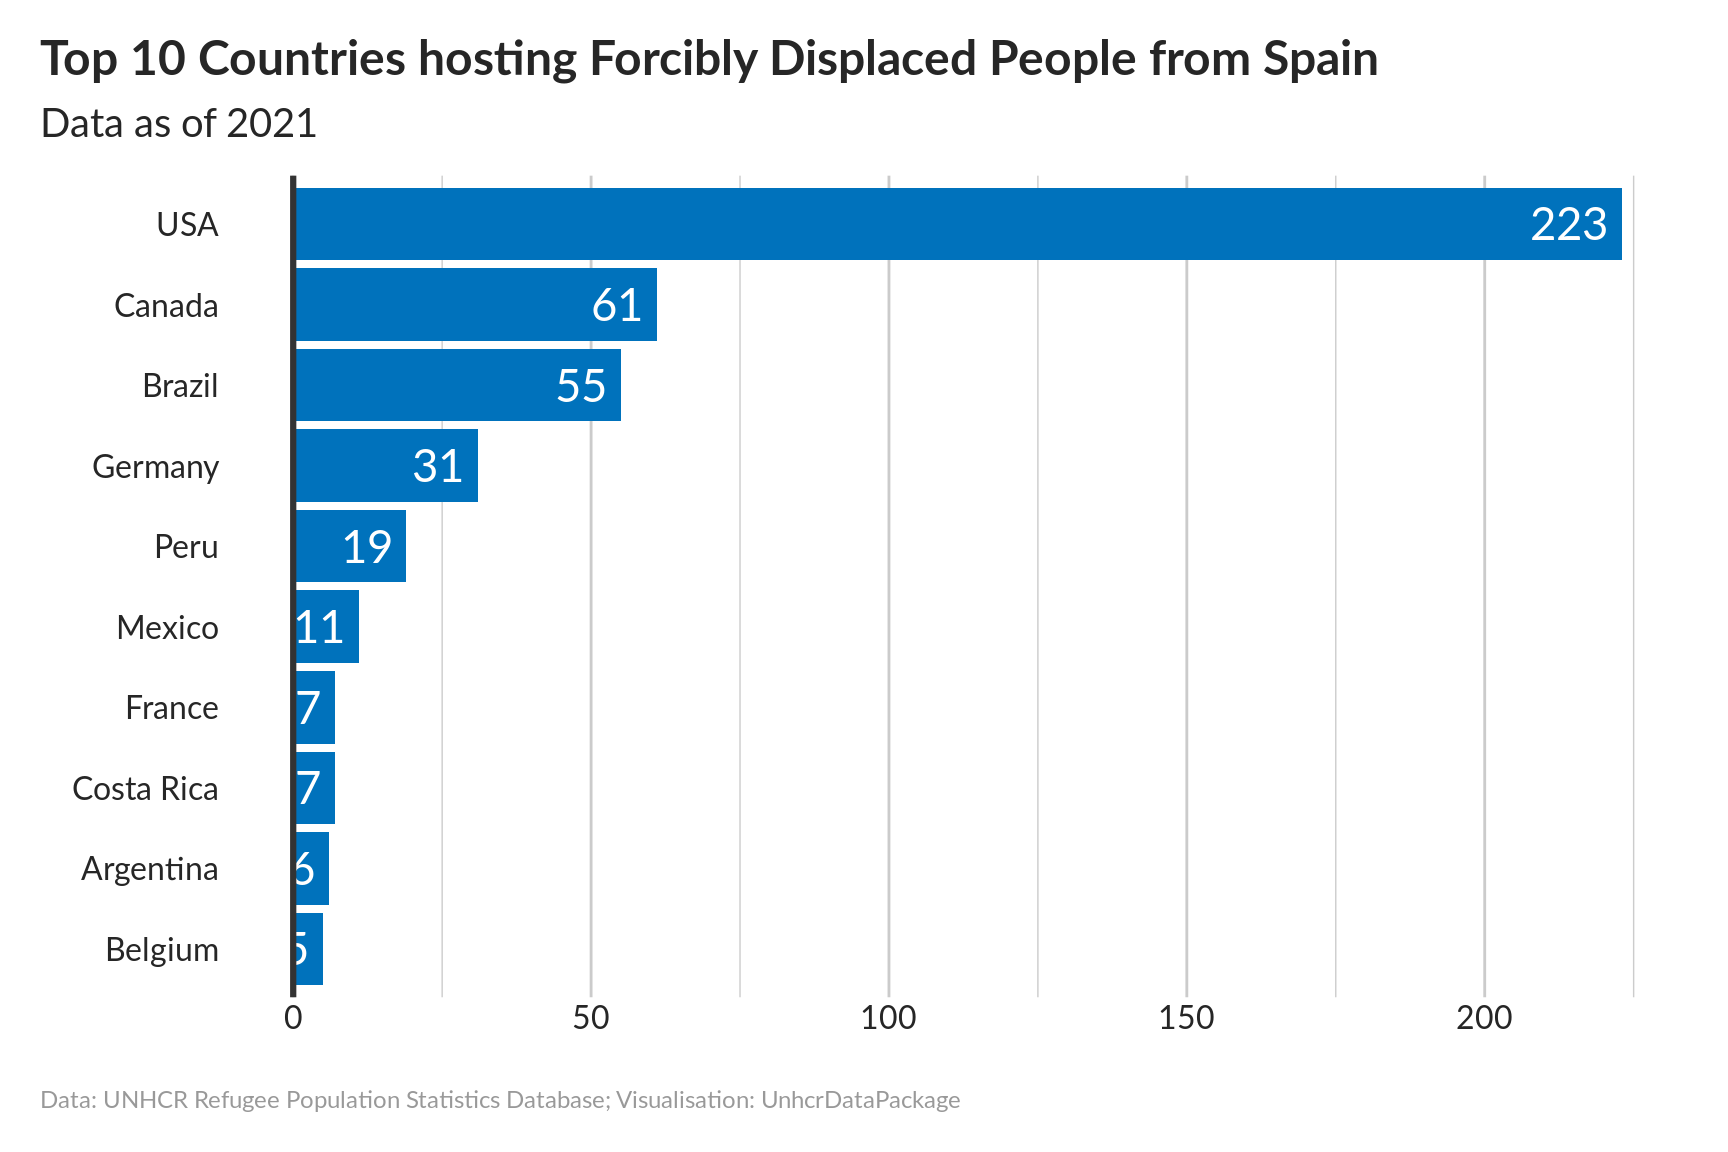 Top 10 Countries hosting Forcibly Displaced People from Spain
Data as of 2021
USA 223
Canada 61
Brazil 55
Germany 31
Peru 19
Mexico 11
France 7
Costa Rica 7
Argentina 6
Belgium 5
0 50 100 150 200
Data: UNHCR Refugee Population Statistics Database; Visualisation: UnhcrDataPackage